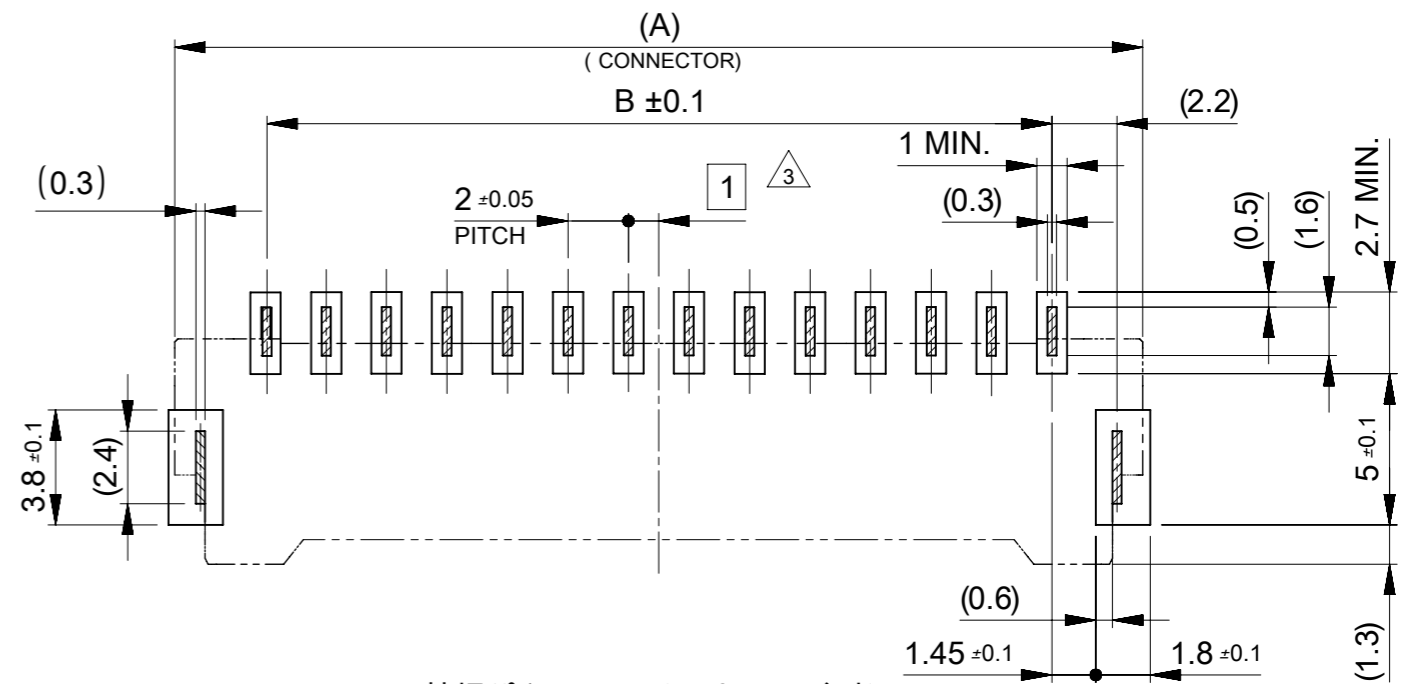 (A)
( CONNECTOR)
B ±0.1
(2.2)
1 MIN.
(0.3)
2 ±0.05
PITCH
1
3
(0.3)
(0.5)
(1.6)
2.7 MIN.
3.8 ±0.1
(2.4)
5 ±0.1
(0.6)
1.45 ±0.1
1.8 ±0.1
(1.3)